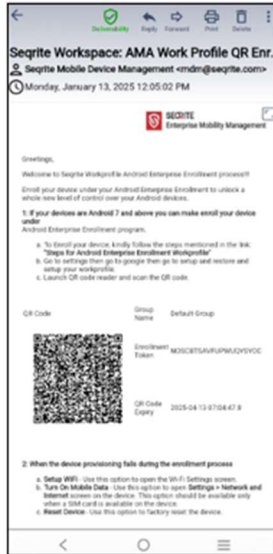 Deliverability Reply Forward Print Delete
Seqrite Workspace: AMA Work Profile QR Enr.
Seqrite Mobile Device Management <mdm@seqrite.com>
Monday, January 13, 2025 12:05:02 PM
SEQRITE
Enterprise Mobility Management
Greetings,
Welcome to Seqrite Workprofile Android Enterprise Enrollment process!!!
Enroll your device under your Android Enterprise Enrollment to unlock a
whole new level of control over your Android devices.
1: If your devices are Android 7 and above you can make enroll your device
under
Android Enterprise Enrollment program.
a. To Enroll your device, kindly follow the steps mentioned in the link:
"Steps for Android Enterprise Enrollment Workprofile"
b. Go to settings then go to google then go to setup and restore and
setup your workprofile.
c. Launch QR code reader and scan the QR code.
QR Code
Group
Name
Default Group
Enrollment
Token
QR Code
Expiry
2025-04-13 07:04:47.8
2: When the device provisioning fails during the enrollment process
a. Setup WiFi - Use this option to open the Wi-Fi Settings screen.
b. Turn On Mobile Data - Use this option to open Settings > Network and
Internet screen on the device. This option should be available only
when a SIM-card is available on the device.
c. Reset Device - Use this option to factory reset the device.